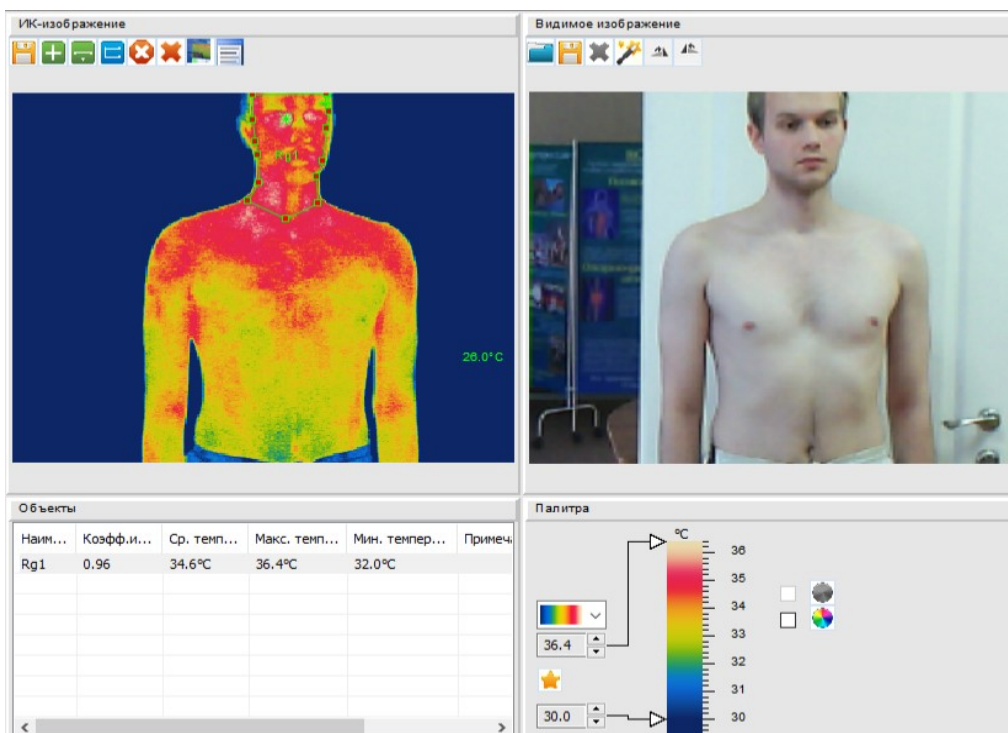 ИК-изображение
Видимое изображение
Rg1
26.0°C
Объекты
Наим... Коэфф.и... Ср. темп... Макс. темп... Мин. темпер... Примеч
Rg1 0.96 34.6°C 36.4°C 32.0°C
Палитра
°C
36
35
34
33
32
31
30
36.4
30.0